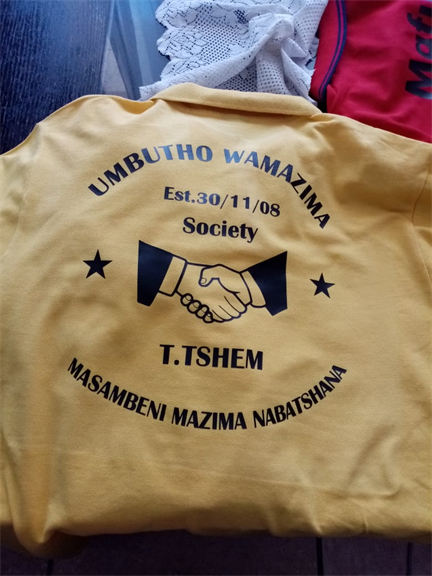 UMBUTHO WAMAZIMA
Est.30/11/08
Society
T.TSHEM
MASAMBENI MAZIMA NABATSHANA